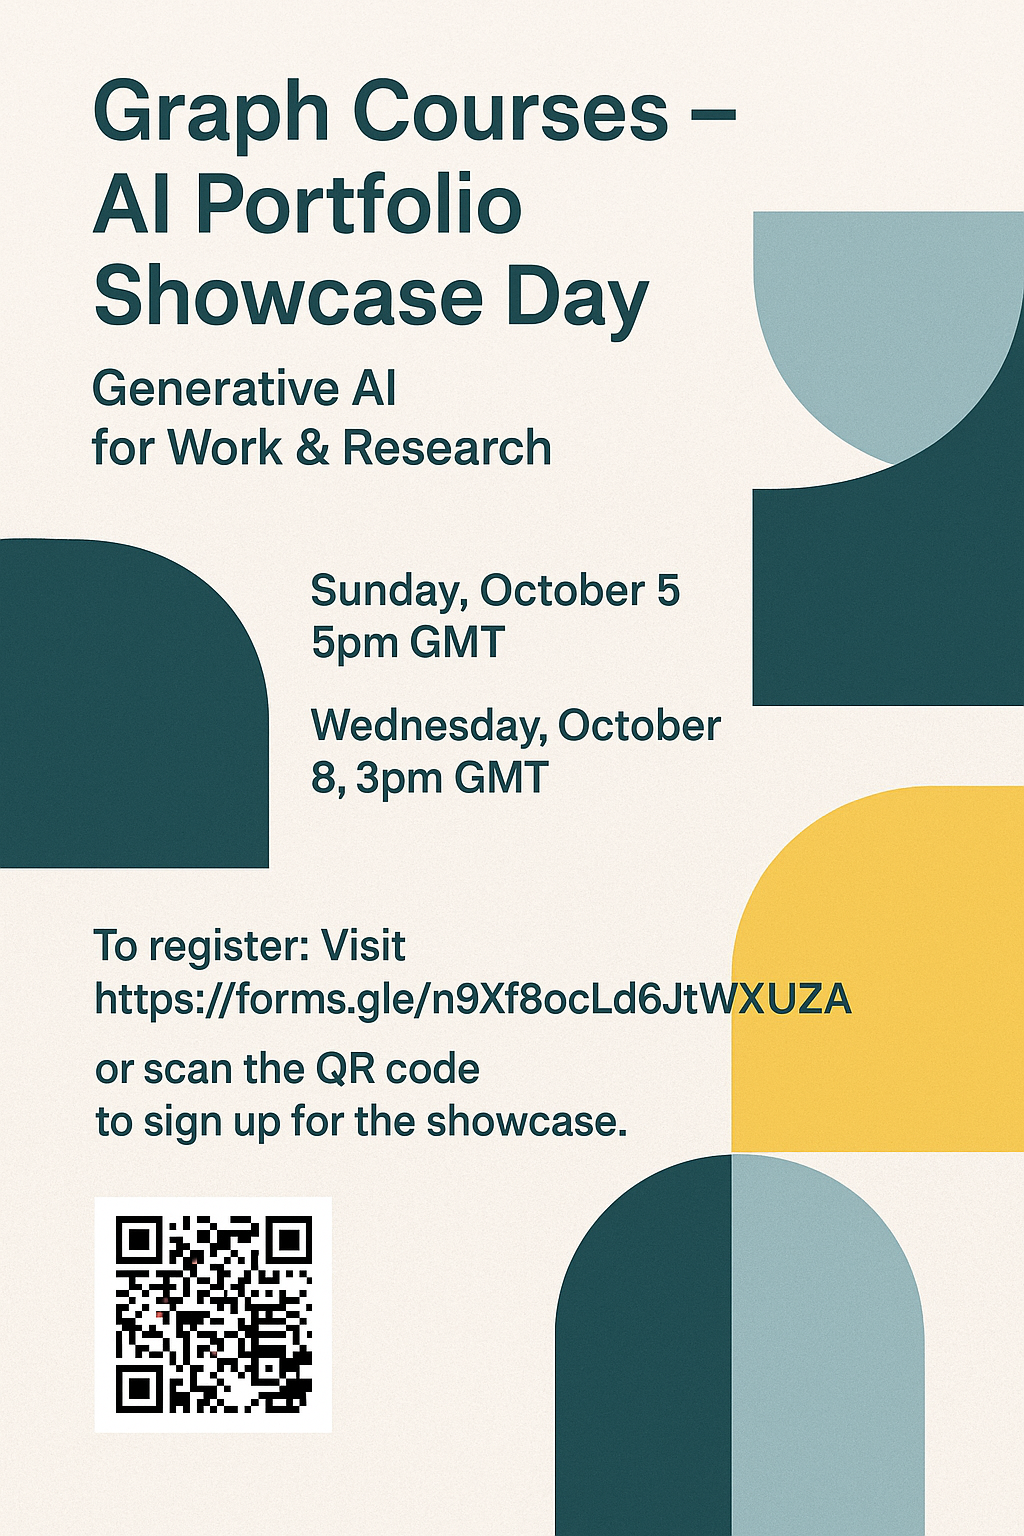 Graph Courses –
AI Portfolio
Showcase Day
Generative AI
for Work & Research
Sunday, October 5
5pm GMT
Wednesday, October
8, 3pm GMT
To register: Visit
https://forms.gle/n9Xf8ocLd6JtWXUZA
or scan the QR code
to sign up for the showcase.